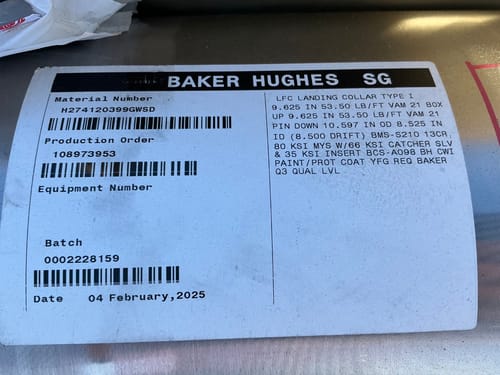 BAKER HUGHES SG
Material Number
H274120399GWSD
Production Order
108973953
Equipment Number
Batch
0002228159
Date 04 February,2025
LFC LANDING COLLAR TYPE I
9.625 IN 53.50 LB/FT VAM 21 BOX
UP 9.625 IN 53.50 LB/FT VAM 21
PIN DOWN 10.597 IN OD 8.525 IN
ID (8.500 DRIFT) BMS-S210 13CR,
80 KSI MYS W/66 KSI CATCHER SLV
& 35 KSI INSERT BCS-A098 BH CWI
PAINT/PROT COAT YFG REQ BAKER
Q3 QUAL LVL